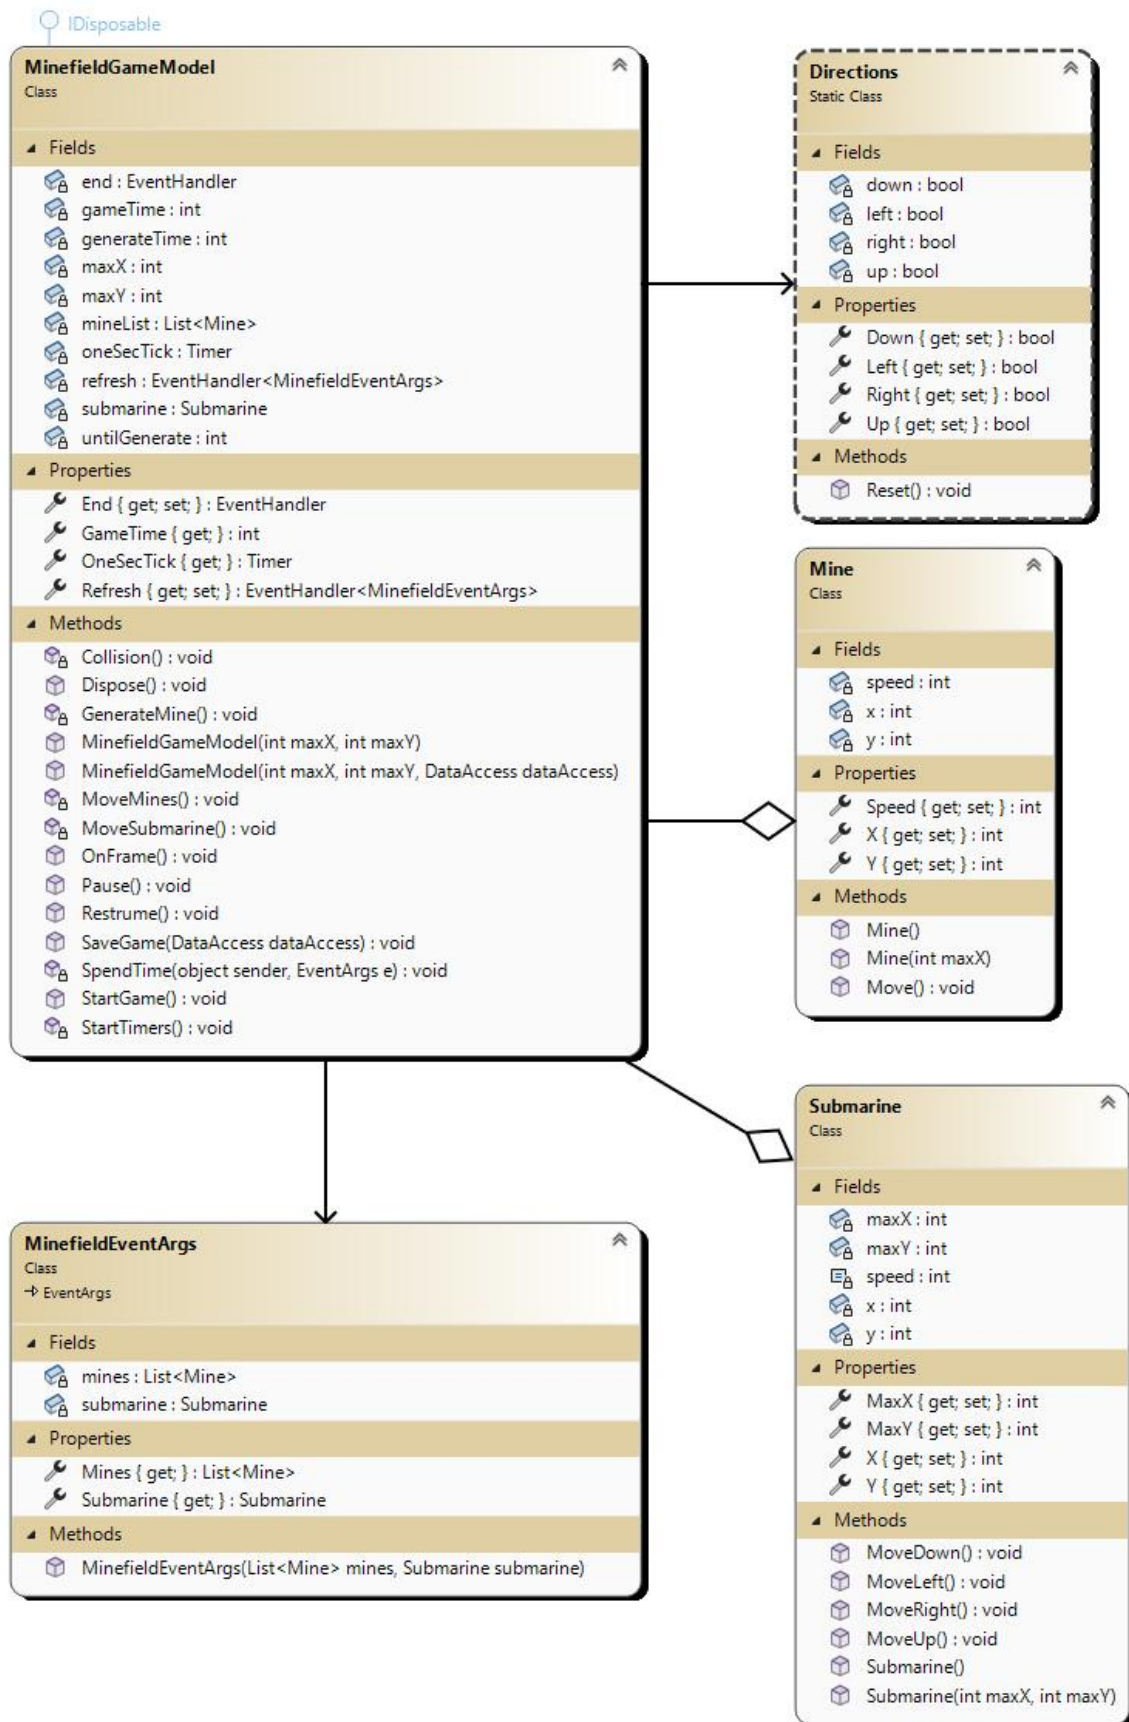 IDisposable
MinefieldGameModel
Class
Fields
end : EventHandler
gameTime : int
generateTime : int
maxX : int
maxY : int
mineList : List<Mine>
oneSecTick : Timer
refresh : EventHandler<MinefieldEventArgs>
submarine : Submarine
untilGenerate : int
Properties
End { get; set; } : EventHandler
GameTime { get; } : int
OneSecTick { get; } : Timer
Refresh { get; set; } : EventHandler<MinefieldEventArgs>
Methods
Collision() : void
Dispose() : void
GenerateMine() : void
MinefieldGameModel(int maxX, int maxY)
MinefieldGameModel(int maxX, int maxY, DataAccess dataAccess)
MoveMines() : void
MoveSubmarine() : void
OnFrame() : void
Pause() : void
Restrume() : void
SaveGame(DataAccess dataAccess) : void
SpendTime(object sender, EventArgs e) : void
StartGame() : void
StartTimers() : void
Directions
Static Class
Fields
down : bool
left : bool
right : bool
up : bool
Properties
Down { get; set; } : bool
Left { get; set; } : bool
Right { get; set; } : bool
Up { get; set; } : bool
Methods
Reset() : void
Mine
Class
Fields
speed : int
x : int
y : int
Properties
Speed { get; set; } : int
X { get; set; } : int
Y { get; set; } : int
Methods
Mine()
Mine(int maxX)
Move() : void
MinefieldEventArgs
Class
EventArgs
Fields
mines : List<Mine>
submarine : Submarine
Properties
Mines { get; } : List<Mine>
Submarine { get; } : Submarine
Methods
MinefieldEventArgs(List<Mine> mines, Submarine submarine)
Submarine
Class
Fields
maxX : int
maxY : int
speed : int
x : int
y : int
Properties
MaxX { get; set; } : int
MaxY { get; set; } : int
X { get; set; } : int
Y { get; set; } : int
Methods
MoveDown() : void
MoveLeft() : void
MoveRight() : void
MoveUp() : void
Submarine()
Submarine(int maxX, int maxY)